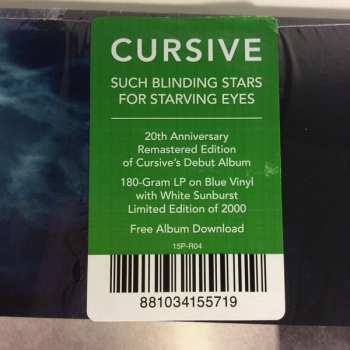 CURSIVE
SUCH BLINDING STARS
FOR STARVING EYES
20th Anniversary
Remastered Edition
of Cursive's Debut Album
180-Gram LP on Blue Vinyl
with White Sunburst
Limited Edition of 2000
Free Album Download
15P-R04
881034155719